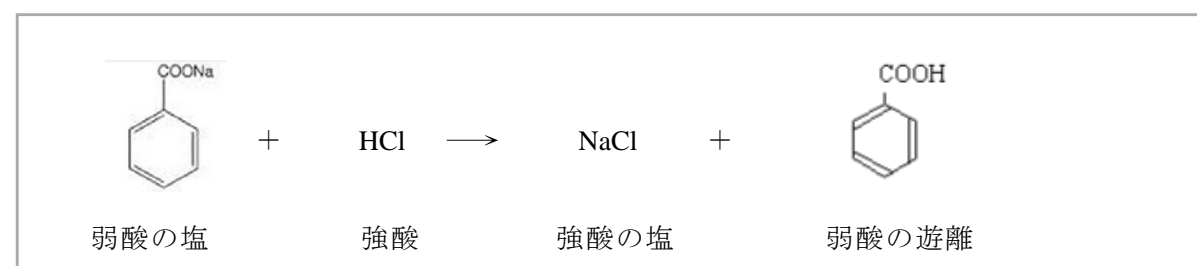 COONa COOH
+ HCl ⟶ NaCl +
弱酸の塩 強酸 強酸の塩 弱酸の遊離